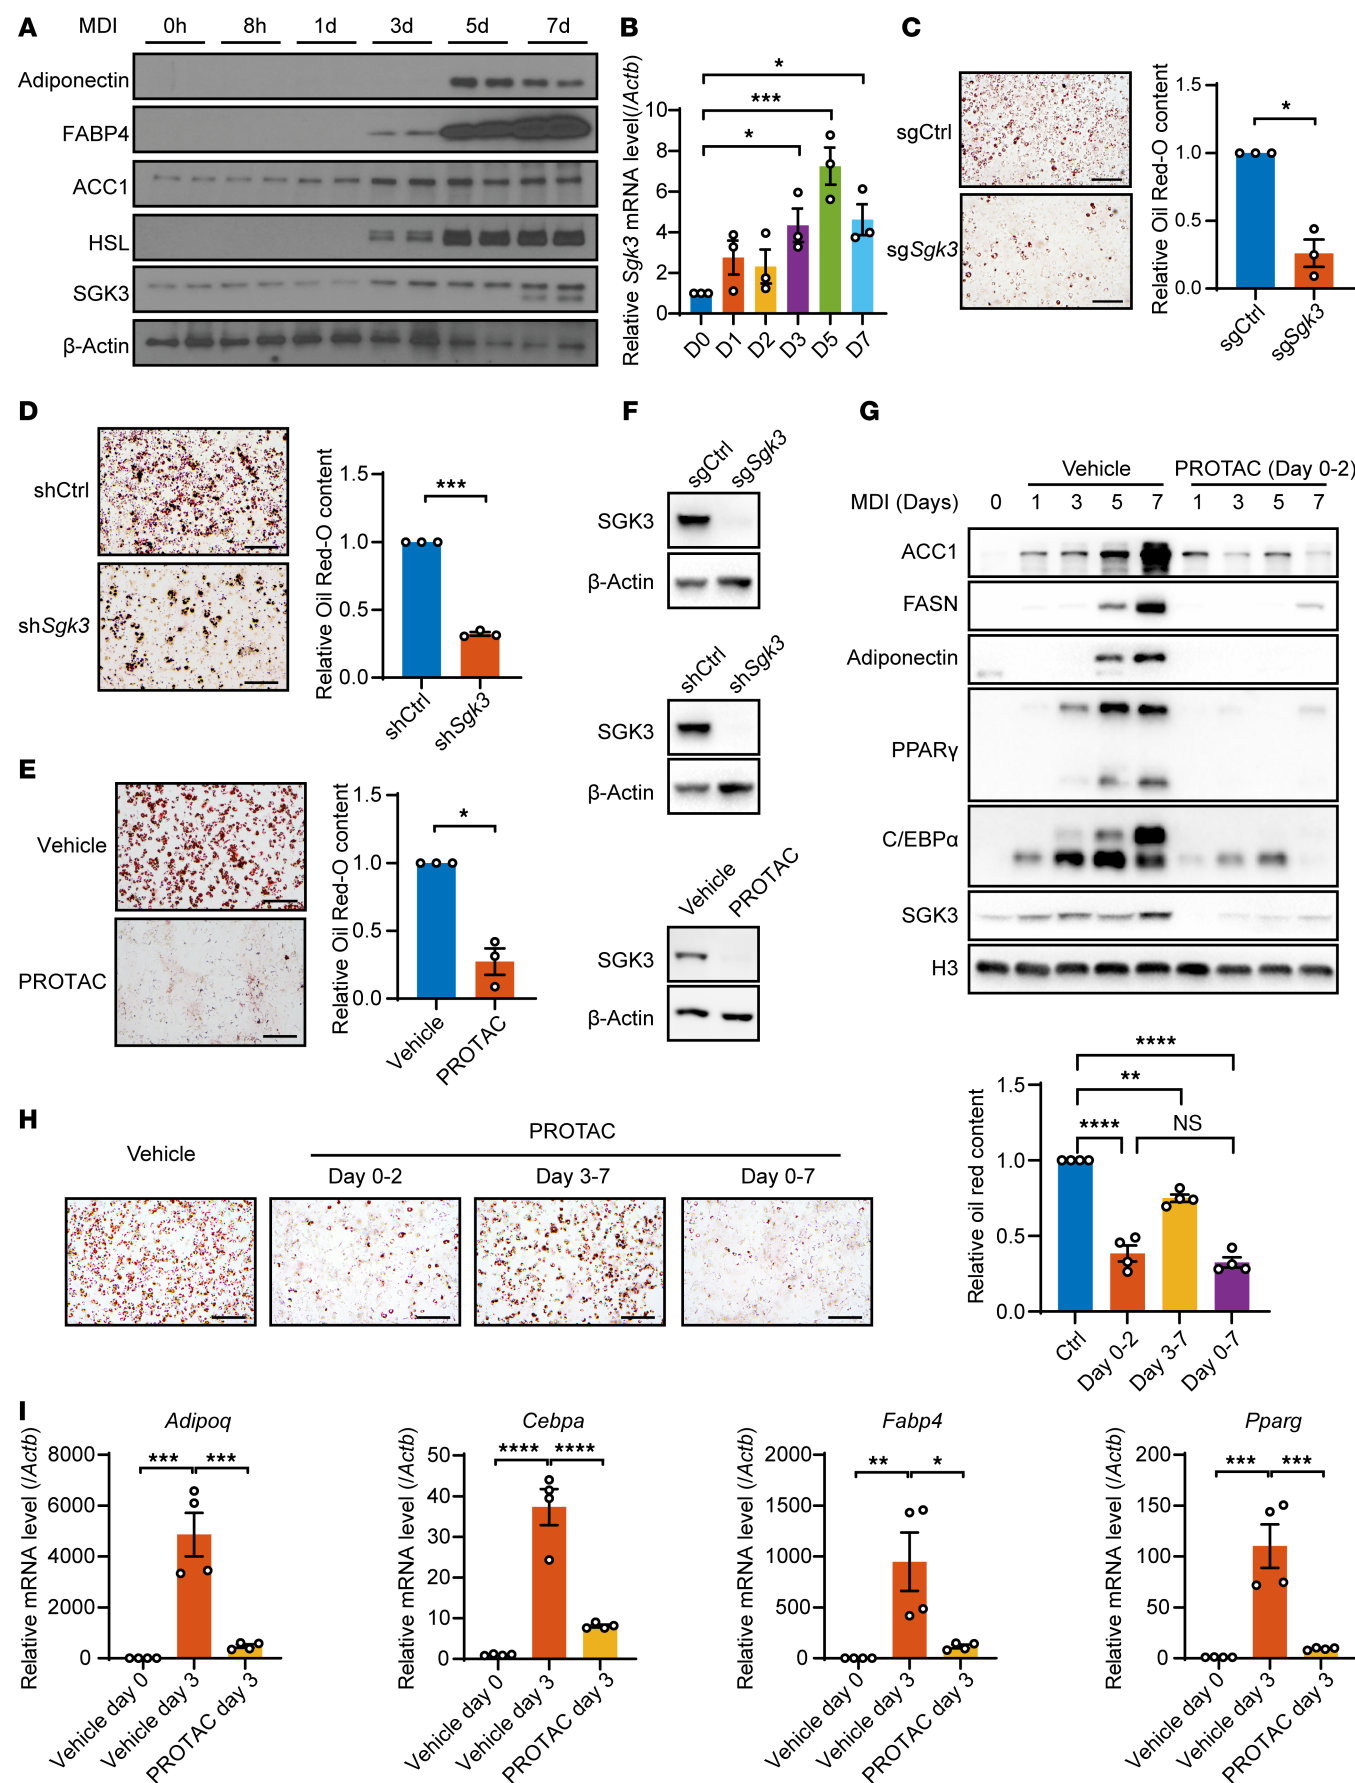 A
MDI 0h 8h 1d 3d 5d 7d
Adiponectin
FABP4
ACC1
HSL
SGK3
β-Actin
B
Relative Sgk3 mRNA level(/Actb)
10
8
6
4
2
0
*
***
*
D0 D1 D2 D3 D5 D7
C
sgCtrl
sgSgk3
Relative Oil Red-O content
1.5
1.0
0.5
0.0
*
sgCtrl sgSgk3
D
shCtrl
shSgk3
Relative Oil Red-O content
1.5
1.0
0.5
0.0
***
shCtrl shSgk3
E
Vehicle
PROTAC
Relative Oil Red-O content
1.5
1.0
0.5
0.0
*
Vehicle PROTAC
F
sgCtrl sgSgk3
SGK3
β-Actin
shCtrl shSgk3
SGK3
β-Actin
Vehicle PROTAC
SGK3
β-Actin
G
Vehicle PROTAC (Day 0-2)
MDI (Days) 0 1 3 5 7 1 3 5 7
ACC1
FASN
Adiponectin
PPARγ
C/EBPα
SGK3
H3
H
Vehicle
PROTAC
Day 0-2 Day 3-7 Day 0-7
Relative oil red content
1.5
1.0
0.5
0.0
****
**
**** NS
Ctrl Day 0-2 Day 3-7 Day 0-7
I
Adipoq
Relative mRNA level (/Actb)
8000
6000
4000
2000
0
*** ***
Vehicle day 0 Vehicle day 3 PROTAC day 3
Cebpa
Relative mRNA level (/Actb)
50
40
30
20
10
0
**** ****
Vehicle day 0 Vehicle day 3 PROTAC day 3
Fabp4
Relative mRNA level (/Actb)
2000
1500
1000
500
0
** *
Vehicle day 0 Vehicle day 3 PROTAC day 3
Pparg
Relative mRNA level (/Actb)
200
150
100
50
0
*** ***
Vehicle day 0 Vehicle day 3 PROTAC day 3